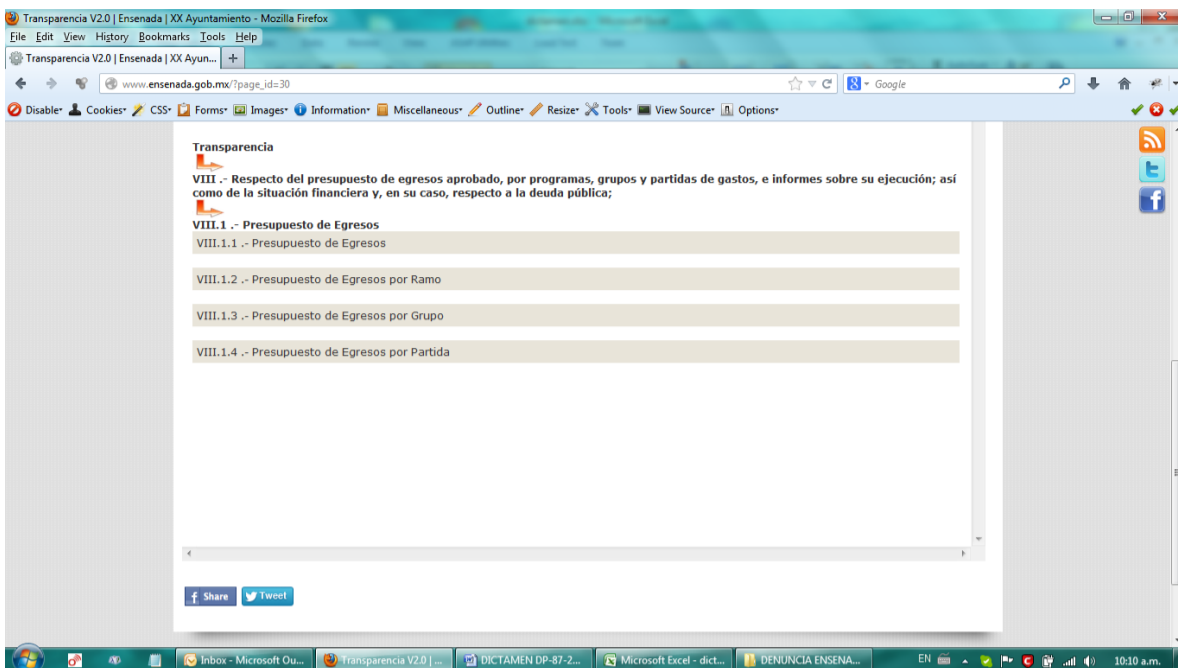 Transparencia V2.0 | Ensenada | XX Ayuntamiento - Mozilla Firefox
File Edit View History Bookmarks Tools Help
Transparencia V2.0 | Ensenada | XX Ayun... +
www.ensenada.gob.mx/?page_id=30
Google
Disable Cookies CSS Forms Images Information Miscellaneous Outline Resize Tools View Source Options
Transparencia
VIII .- Respecto del presupuesto de egresos aprobado, por programas, grupos y partidas de gastos, e informes sobre su ejecución; así
como de la situación financiera y, en su caso, respecto a la deuda pública;
VIII.1 .- Presupuesto de Egresos
VIII.1.1 .- Presupuesto de Egresos
VIII.1.2 .- Presupuesto de Egresos por Ramo
VIII.1.3 .- Presupuesto de Egresos por Grupo
VIII.1.4 .- Presupuesto de Egresos por Partida
Share Tweet
Inbox - Microsoft Ou... Transparencia V2.0 | ... DICTAMEN DP-87-2... Microsoft Excel - dict... DENUNCIA ENSENA... EN 10:10 a.m.